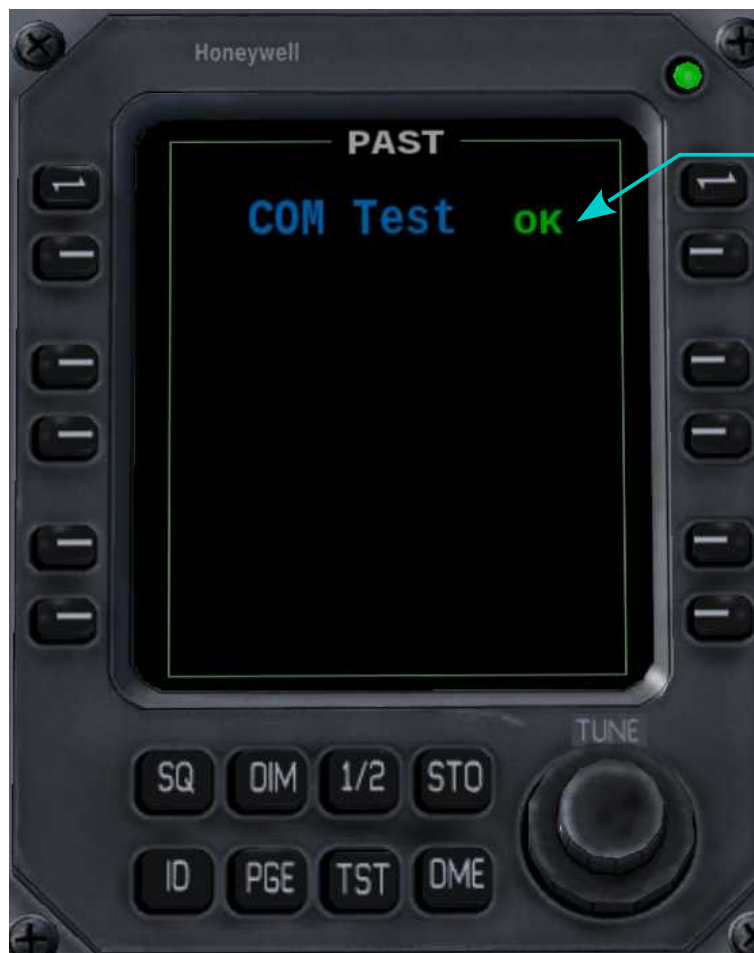 Honeywell
PAST
COM Test OK
TUNE
SQ DIM 1/2 STO
ID PGE TST DME